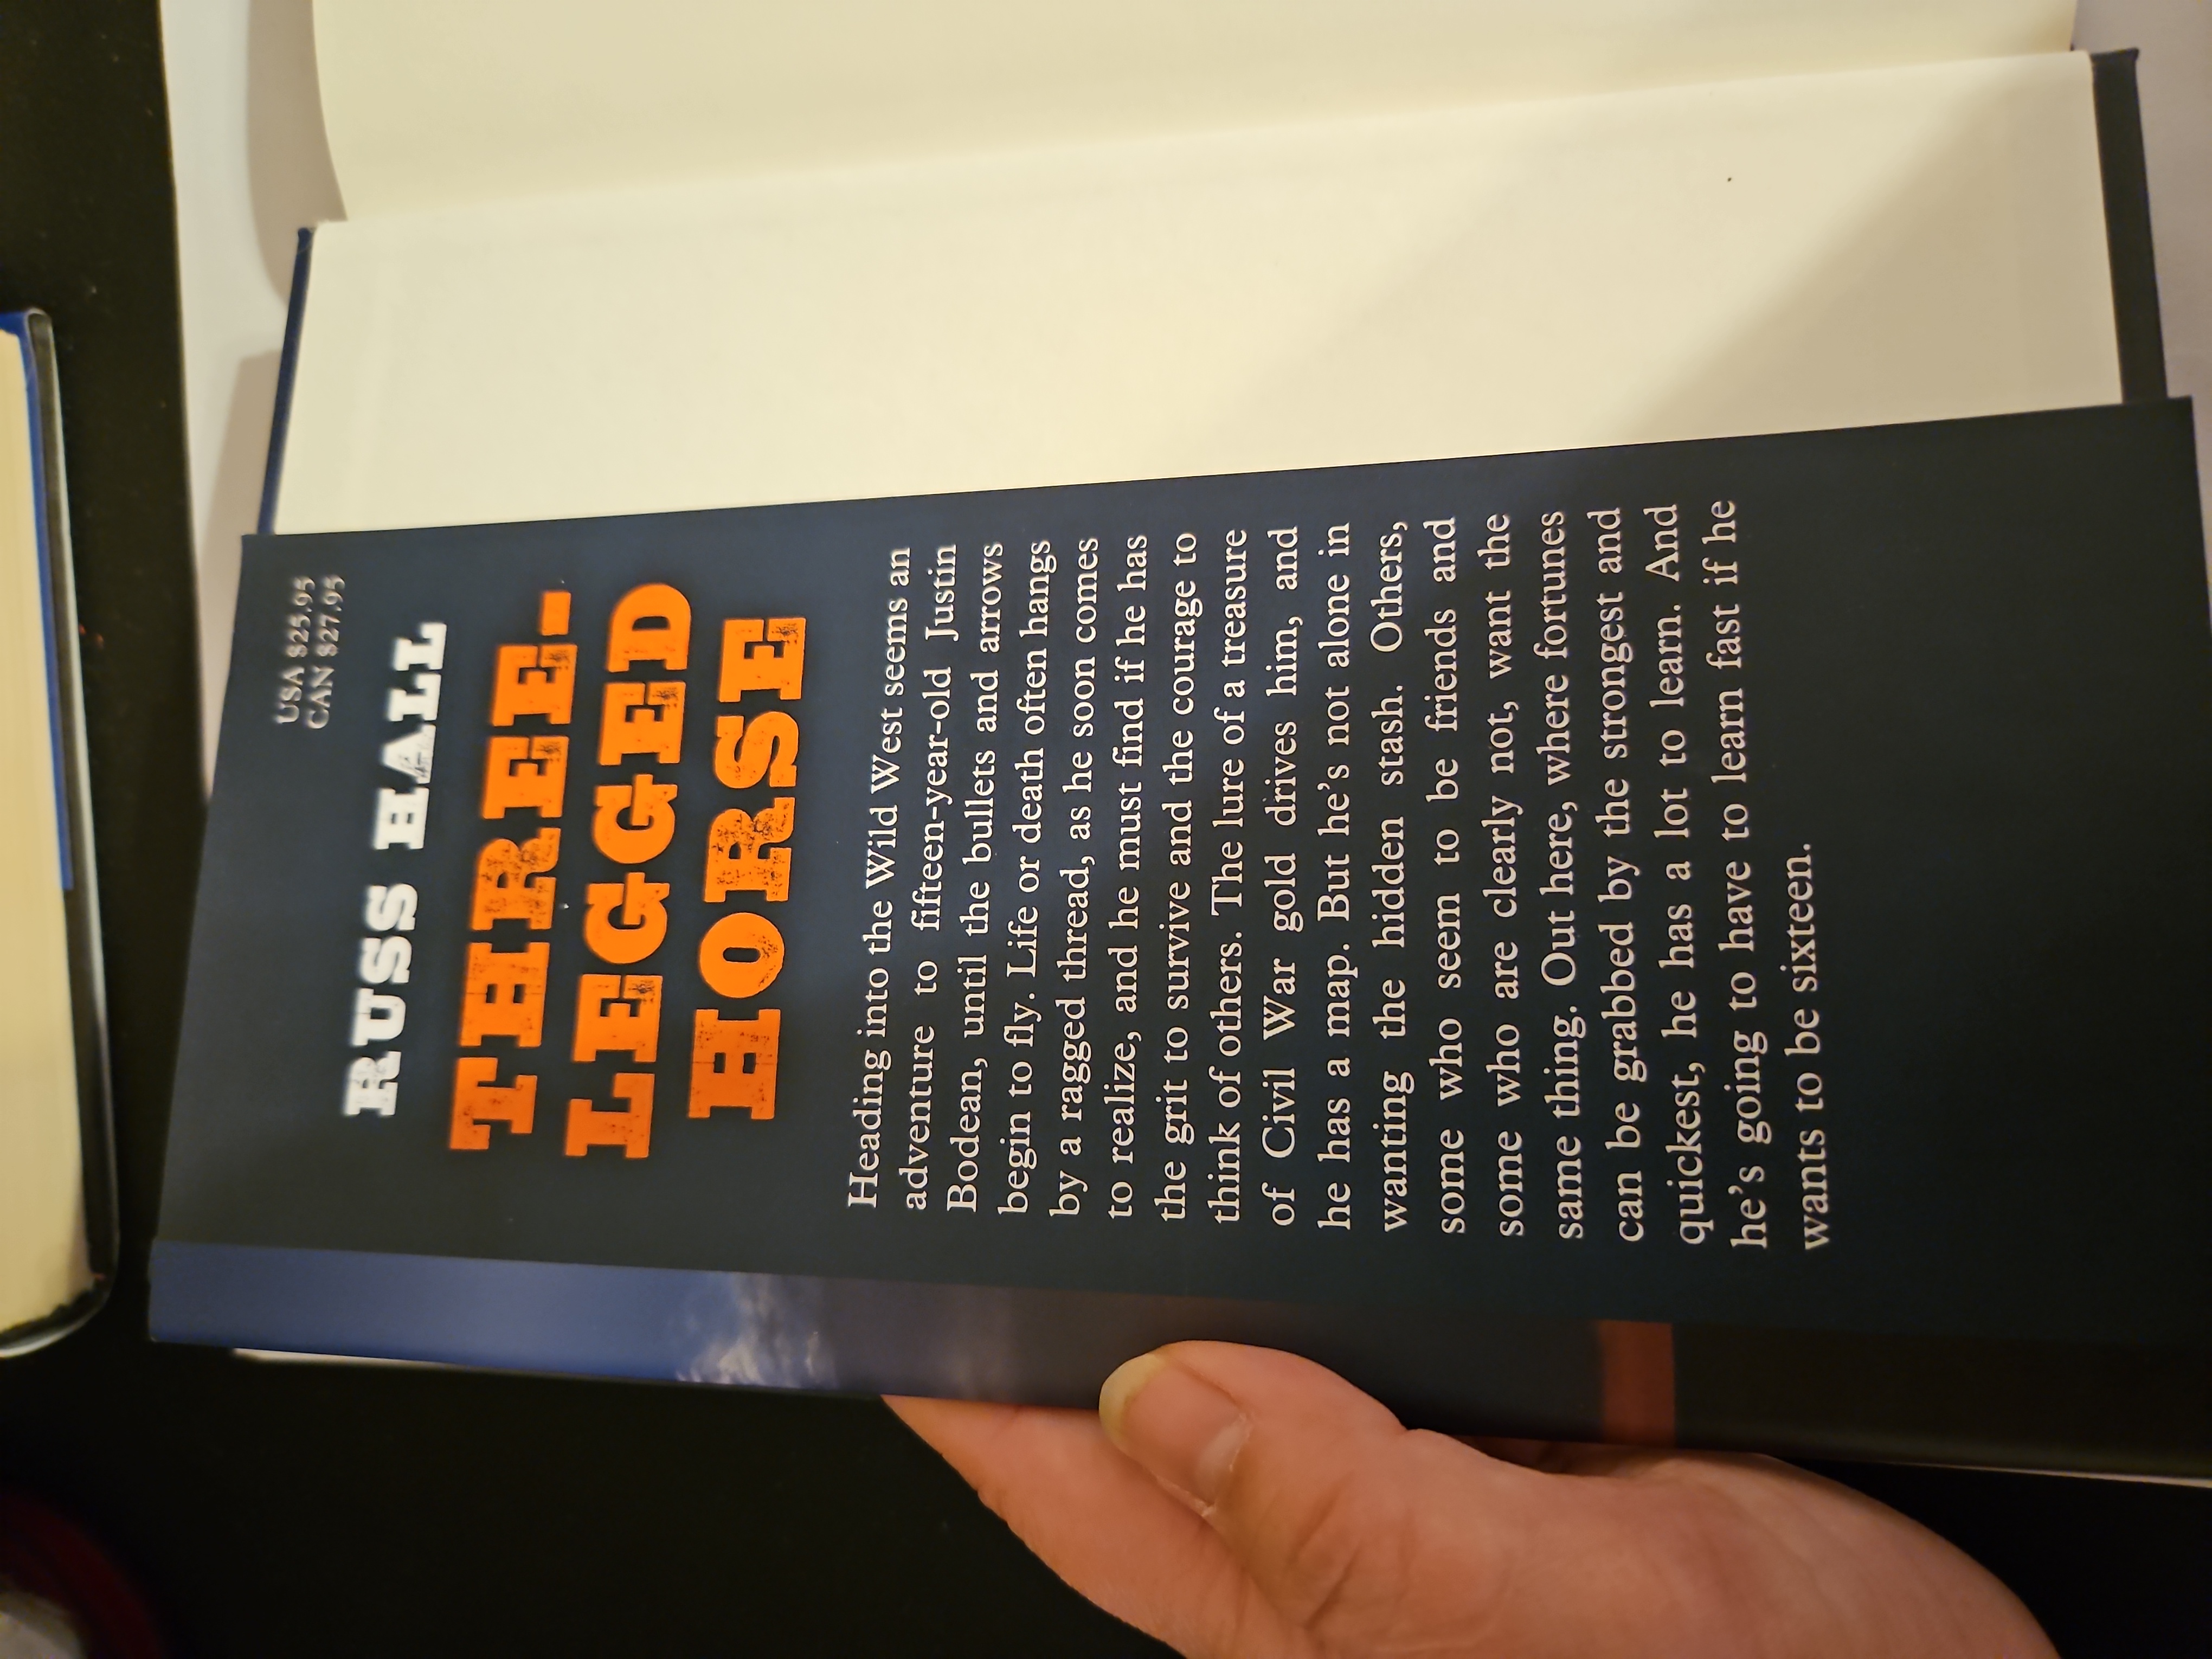 USA $25.95
CAN $27.95
RUSS HALL
THREE-
LEGGED
HORSE
Heading into the Wild West seems an
adventure to fifteen-year-old Justin
Bodean, until the bullets and arrows
begin to fly. Life or death often hangs
by a ragged thread, as he soon comes
to realize, and he must find if he has
the grit to survive and the courage to
think of others. The lure of a treasure
of Civil War gold drives him, and
he has a map. But he's not alone in
wanting the hidden stash. Others,
some who seem to be friends and
some who are clearly not, want the
same thing. Out here, where fortunes
can be grabbed by the strongest and
quickest, he has a lot to learn. And
he's going to have to learn fast if he
wants to be sixteen.